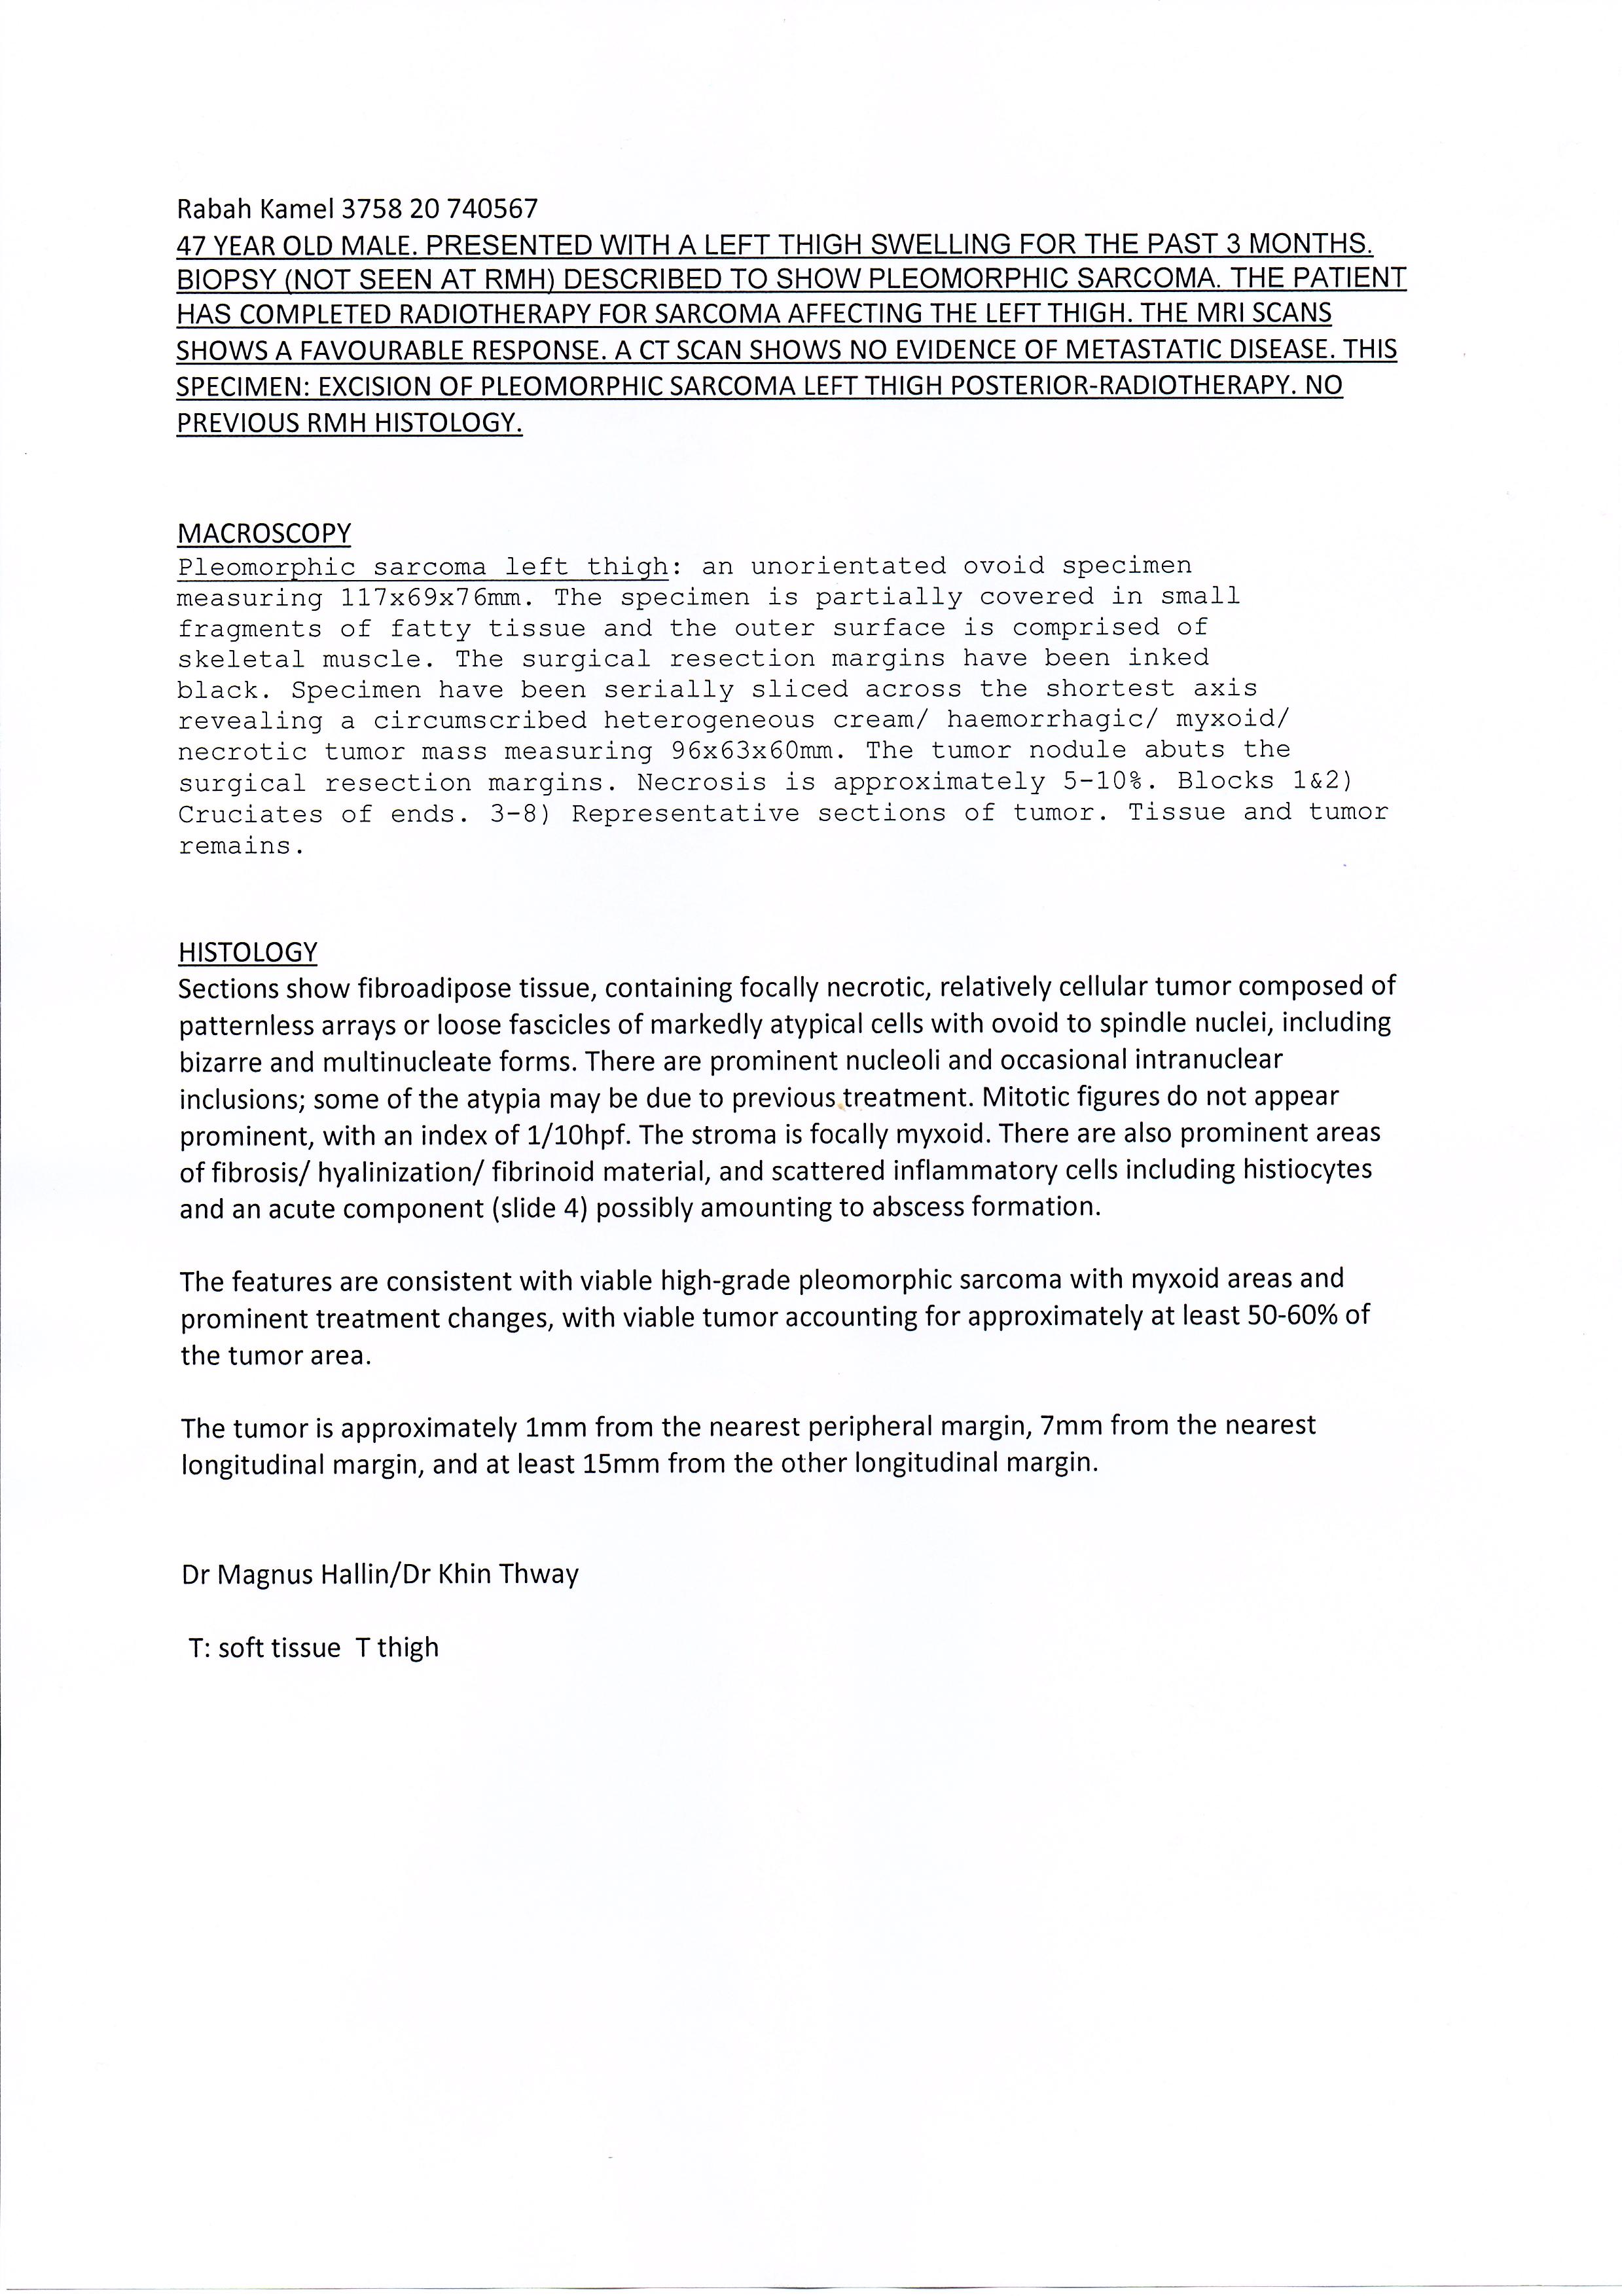 Rabah Kamel 3758 20 740567
47 YEAR OLD MALE. PRESENTED WITH A LEFT THIGH SWELLING FOR THE PAST 3 MONTHS.
BIOPSY (NOT SEEN AT RMH) DESCRIBED TO SHOW PLEOMORPHIC SARCOMA. THE PATIENT
HAS COMPLETED RADIOTHERAPY FOR SARCOMA AFFECTING THE LEFT THIGH. THE MRI SCANS
SHOWS A FAVOURABLE RESPONSE. A CT SCAN SHOWS NO EVIDENCE OF METASTATIC DISEASE. THIS
SPECIMEN: EXCISION OF PLEOMORPHIC SARCOMA LEFT THIGH POSTERIOR-RADIOTHERAPY. NO
PREVIOUS RMH HISTOLOGY.
MACROSCOPY
Pleomorphic sarcoma left thigh: an unorientated ovoid specimen
measuring 117x69x76mm. The specimen is partially covered in small
fragments of fatty tissue and the outer surface is comprised of
skeletal muscle. The surgical resection margins have been inked
black. Specimen have been serially sliced across the shortest axis
revealing a circumscribed heterogeneous cream/ haemorrhagic/ myxoid/
necrotic tumor mass measuring 96x63x60mm. The tumor nodule abuts the
surgical resection margins. Necrosis is approximately 5-10%. Blocks 1&2)
Cruciates of ends. 3-8) Representative sections of tumor. Tissue and tumor
remains.
HISTOLOGY
Sections show fibroadipose tissue, containing focally necrotic, relatively cellular tumor composed of
patternless arrays or loose fascicles of markedly atypical cells with ovoid to spindle nuclei, including
bizarre and multinucleate forms. There are prominent nucleoli and occasional intranuclear
inclusions; some of the atypia may be due to previous treatment. Mitotic figures do not appear
prominent, with an index of 1/10hpf. The stroma is focally myxoid. There are also prominent areas
of fibrosis/ hyalinization/ fibrinoid material, and scattered inflammatory cells including histiocytes
and an acute component (slide 4) possibly amounting to abscess formation.
The features are consistent with viable high-grade pleomorphic sarcoma with myxoid areas and
prominent treatment changes, with viable tumor accounting for approximately at least 50-60% of
the tumor area.
The tumor is approximately 1mm from the nearest peripheral margin, 7mm from the nearest
longitudinal margin, and at least 15mm from the other longitudinal margin.
Dr Magnus Hallin/Dr Khin Thway
T: soft tissue T thigh